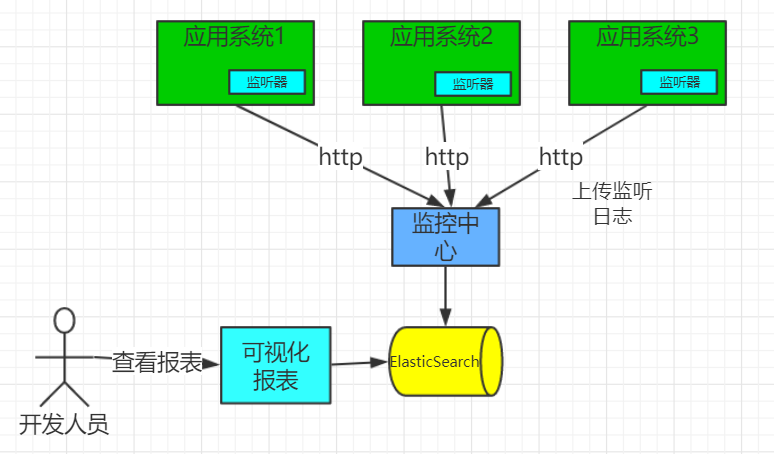 应用系统1
应用系统2
应用系统3
监听器
监听器
监听器
http
http
http
上传监听
日志
监控中
心
查看报表
可视化
报表
ElasticSearch
开发人员